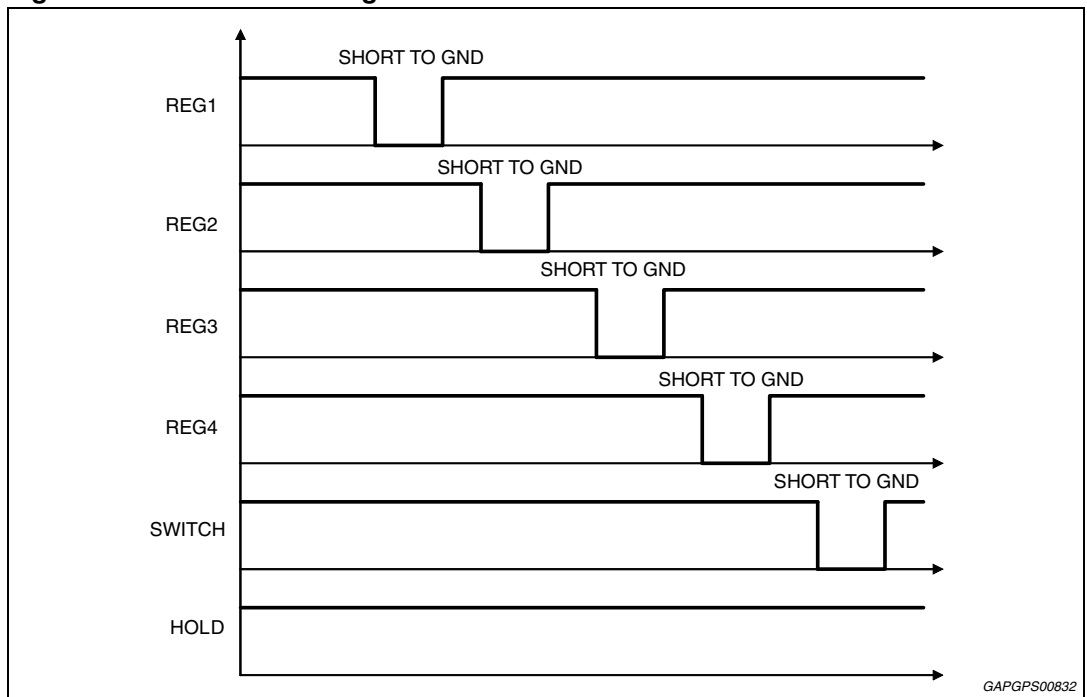 SHORT TO GND
REG1
SHORT TO GND
REG2
SHORT TO GND
REG3
SHORT TO GND
REG4
SHORT TO GND
SWITCH
HOLD
GAPGPS00832